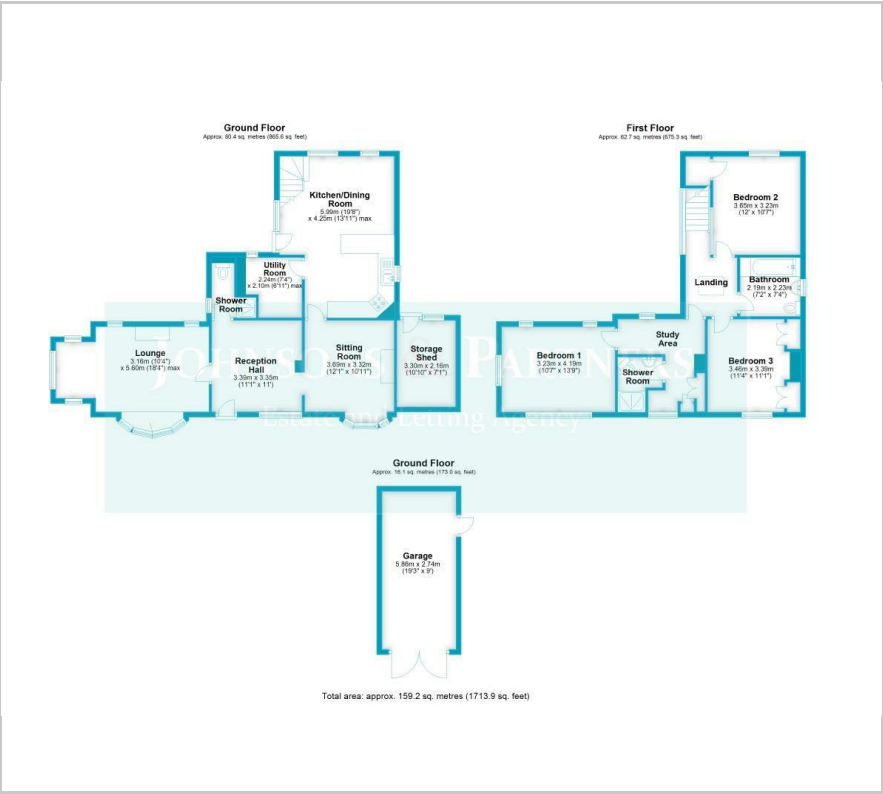 Ground Floor
Approx. 80.4 sq. metres (865.6 sq. feet)
Kitchen/Dining
Room
5.99m (19'8")
x 4.25m (13'11") max
Utility
Room
2.24m (7'4")
x 2.10m (6'11") max
Shower
Room
Lounge
3.16m (10'4")
x 5.60m (18'4") max
Reception
Hall
3.39m x 3.35m
(11'1" x 11')
Sitting
Room
3.69m x 3.32m
(12'1" x 10'11")
Storage
Shed
3.30m x 2.16m
(10'10" x 7'1")
First Floor
Approx. 62.7 sq. metres (675.3 sq. feet)
Bedroom 2
3.65m x 3.23m
(12' x 10'7")
Landing
Bathroom
2.19m x 2.23m
(7'2" x 7'4")
Study
Area
Bedroom 1
3.23m x 4.19m
(10'7" x 13'9")
Shower
Room
Bedroom 3
3.46m x 3.39m
(11'4" x 11'1")
Estate and Letting Agency
Ground Floor
Approx. 16.1 sq. metres (173.0 sq. feet)
Garage
5.86m x 2.74m
(19'3" x 9')
Total area: approx. 159.2 sq. metres (1713.9 sq. feet)